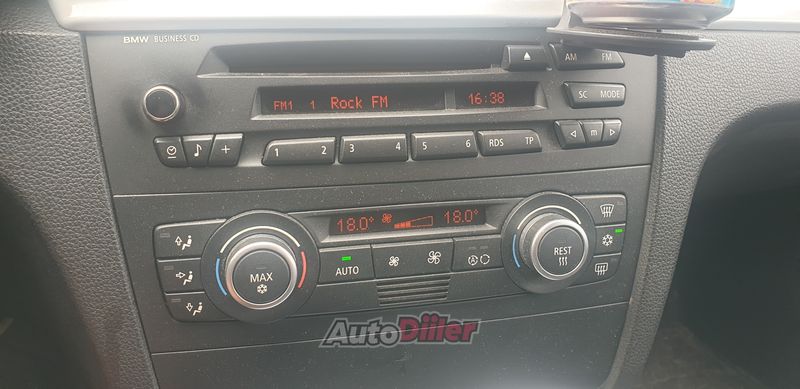 BMW BUSINESS CD
AM FM
FM1 1 Rock FM 16:38
SC MODE
m
1 2 3 4 5 6 RDS TP
18.0° 18.0°
MAX
AUTO
A
REST
AutoDiller